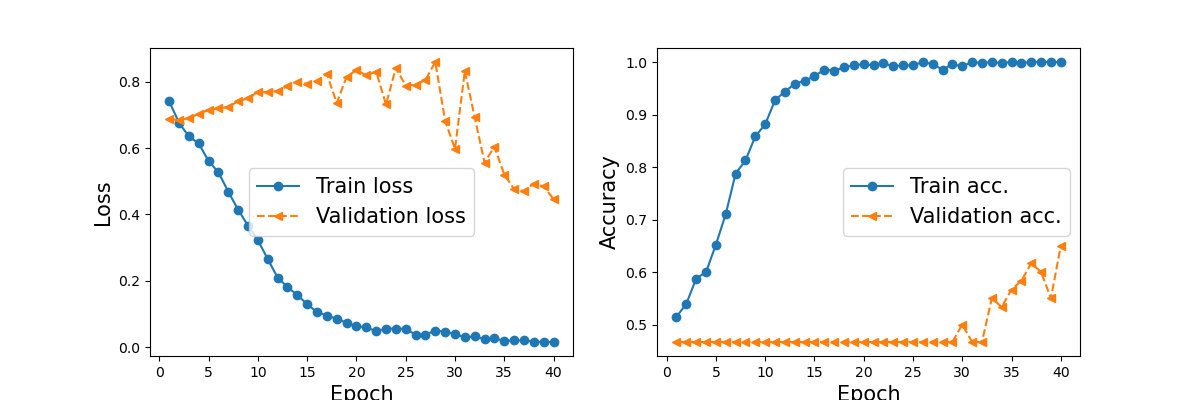 0.8
0.6
0.4
0.2
0.0
Loss
Train loss
Validation loss
0 5 10 15 20 25 30 35 40
Epoch
1.0
0.9
0.8
0.7
0.6
0.5
Accuracy
Train acc.
Validation acc.
0 5 10 15 20 25 30 35 40
Epoch